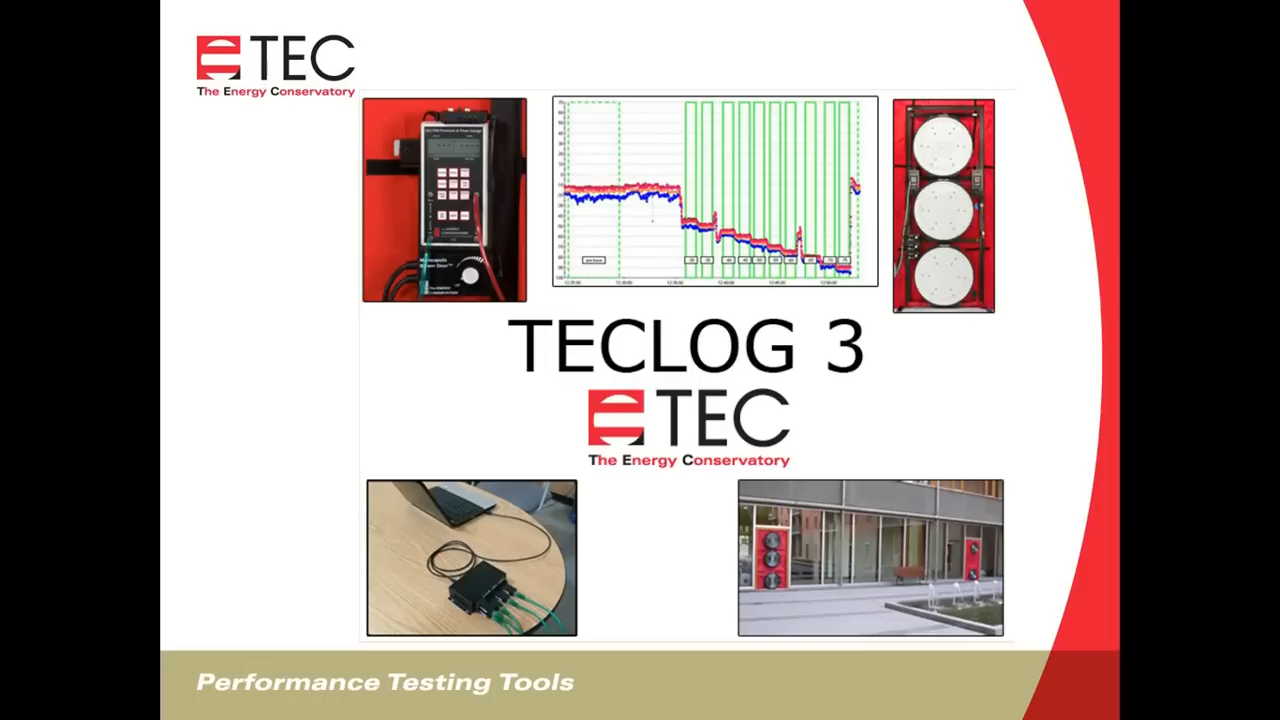 TEC
The Energy Conservatory
TECLOG 3
TEC
The Energy Conservatory
Performance Testing Tools